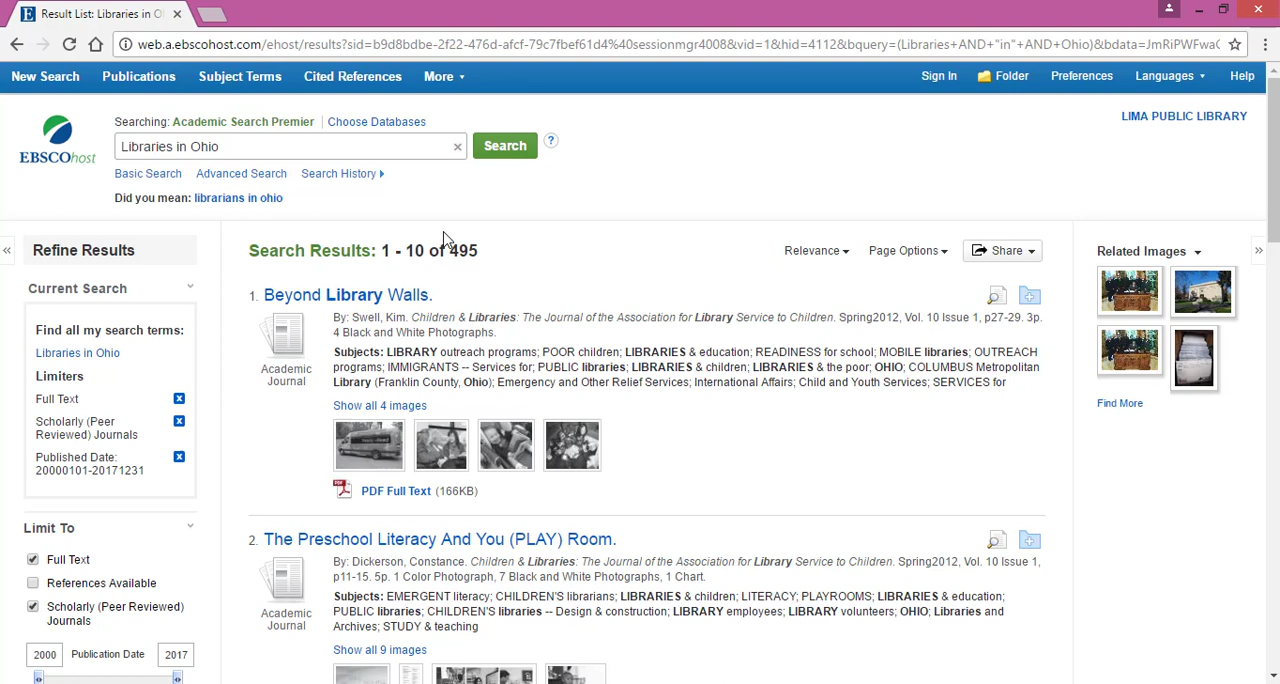 Result List: Libraries in O
web.a.ebscohost.com/ehost/results?sid=b9d8bdbe-2f22-476d-afcf-79c7fbef61d4%40sessionmgr4008&vid=1&hid=4112&bquery=(Libraries+AND+"in"+AND+Ohio)&bdata=JmRiPWFwaC
New Search Publications Subject Terms Cited References More Sign In Folder Preferences Languages Help
Searching: Academic Search Premier Choose Databases
LIMA PUBLIC LIBRARY
EBSCOhost
Libraries in Ohio
Search
?
Basic Search Advanced Search Search History
Did you mean: librarians in ohio
Refine Results
Current Search
Find all my search terms:
Libraries in Ohio
Limiters
Full Text
Scholarly (Peer
Reviewed) Journals
Published Date:
20000101-20171231
Limit To
Full Text
References Available
Scholarly (Peer Reviewed)
Journals
2000 Publication Date 2017
Search Results: 1 - 10 of 495
Relevance Page Options Share
1. Beyond Library Walls.
By: Swell, Kim. Children & Libraries: The Journal of the Association for Library Service to Children. Spring2012, Vol. 10 Issue 1, p27-29. 3p.
4 Black and White Photographs.
Academic
Journal
Subjects: LIBRARY outreach programs; POOR children; LIBRARIES & education; READINESS for school; MOBILE libraries; OUTREACH
programs; IMMIGRANTS -- Services for; PUBLIC libraries; LIBRARIES & children; LIBRARIES & the poor; OHIO; COLUMBUS Metropolitan
Library (Franklin County, Ohio); Emergency and Other Relief Services; International Affairs; Child and Youth Services; SERVICES for
Show all 4 images
PDF Full Text (166KB)
2. The Preschool Literacy And You (PLAY) Room.
By: Dickerson, Constance. Children & Libraries: The Journal of the Association for Library Service to Children. Spring2012, Vol. 10 Issue 1,
p11-15. 5p. 1 Color Photograph, 7 Black and White Photographs, 1 Chart.
Academic
Journal
Subjects: EMERGENT literacy; CHILDREN'S librarians; LIBRARIES & children; LITERACY; PLAYROOMS; LIBRARIES & education;
PUBLIC libraries; CHILDREN'S libraries -- Design & construction; LIBRARY employees; LIBRARY volunteers; OHIO; Libraries and
Archives; STUDY & teaching
Show all 9 images
Related Images
Find More